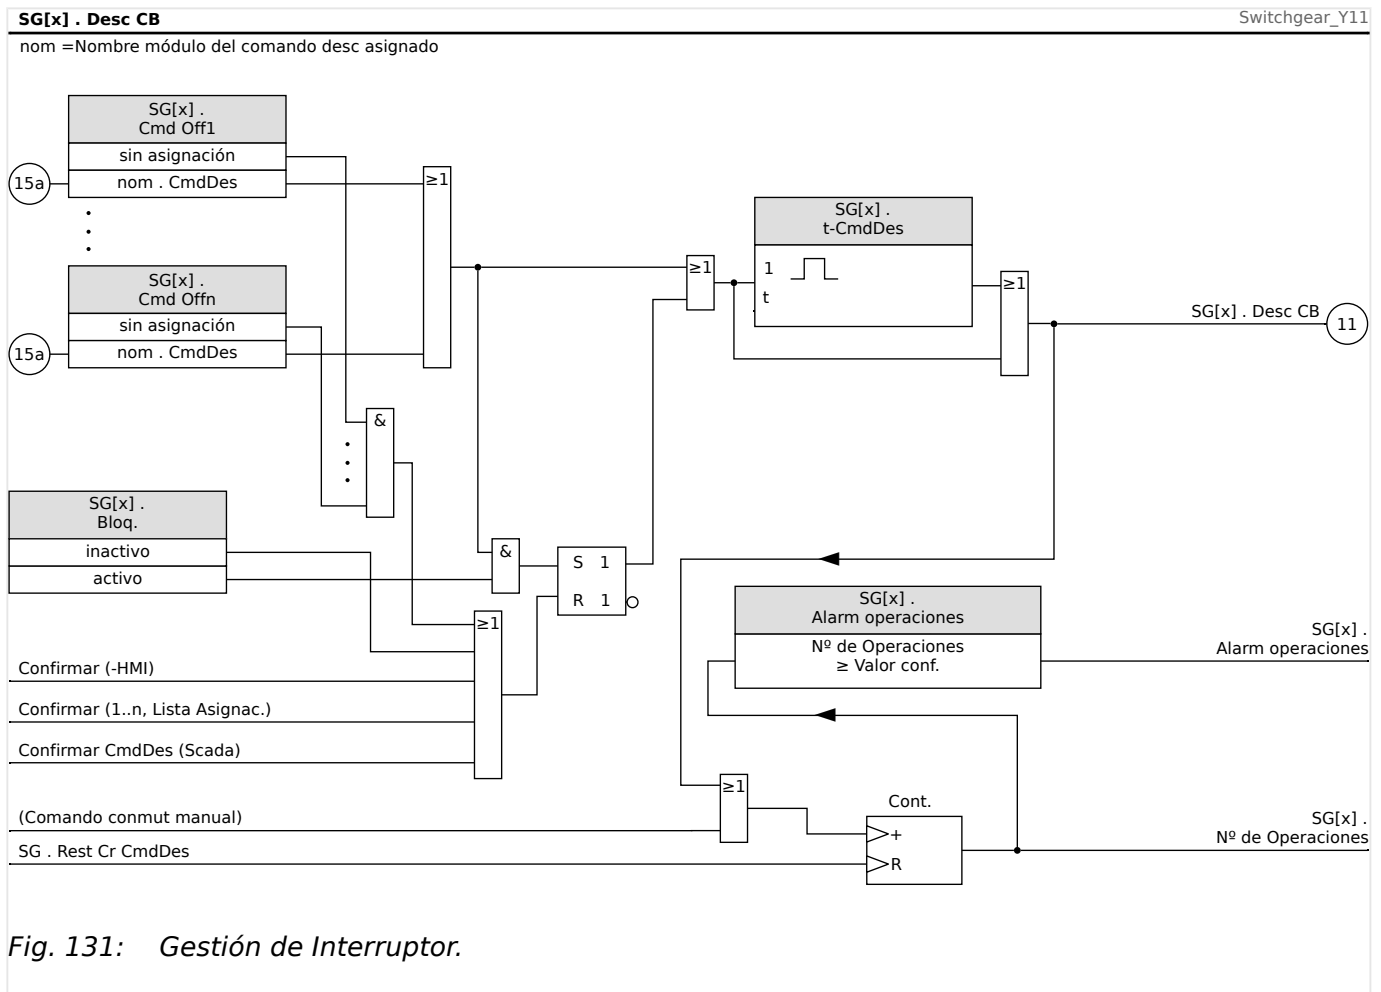 SG[x] . Desc CB
Switchgear_Y11
nom =Nombre módulo del comando desc asignado
SG[x] .
Cmd Off1
sin asignación
15a
nom . CmdDes
≥1
SG[x] .
t-CmdDes
SG[x] .
Cmd Offn
≥1
1
t
≥1
SG[x] . Desc CB
11
sin asignación
15a
nom . CmdDes
&
SG[x] .
Bloq.
inactivo
activo
&
S 1
R 1
≥1
SG[x] .
Alarm operaciones
Nº de Operaciones
≥ Valor conf.
SG[x] .
Alarm operaciones
Confirmar (-HMI)
Confirmar (1..n, Lista Asignac.)
Confirmar CmdDes (Scada)
≥1
(Comando conmut manual)
SG . Rest Cr CmdDes
Cont.
+
R
SG[x] .
Nº de Operaciones
Fig. 131: Gestión de Interruptor.